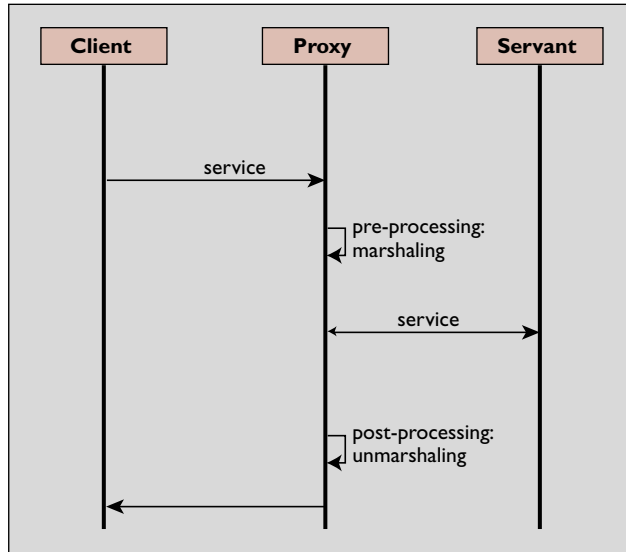 Client
Proxy
Servant
service
pre-processing:
marshaling
service
post-processing:
unmarshaling